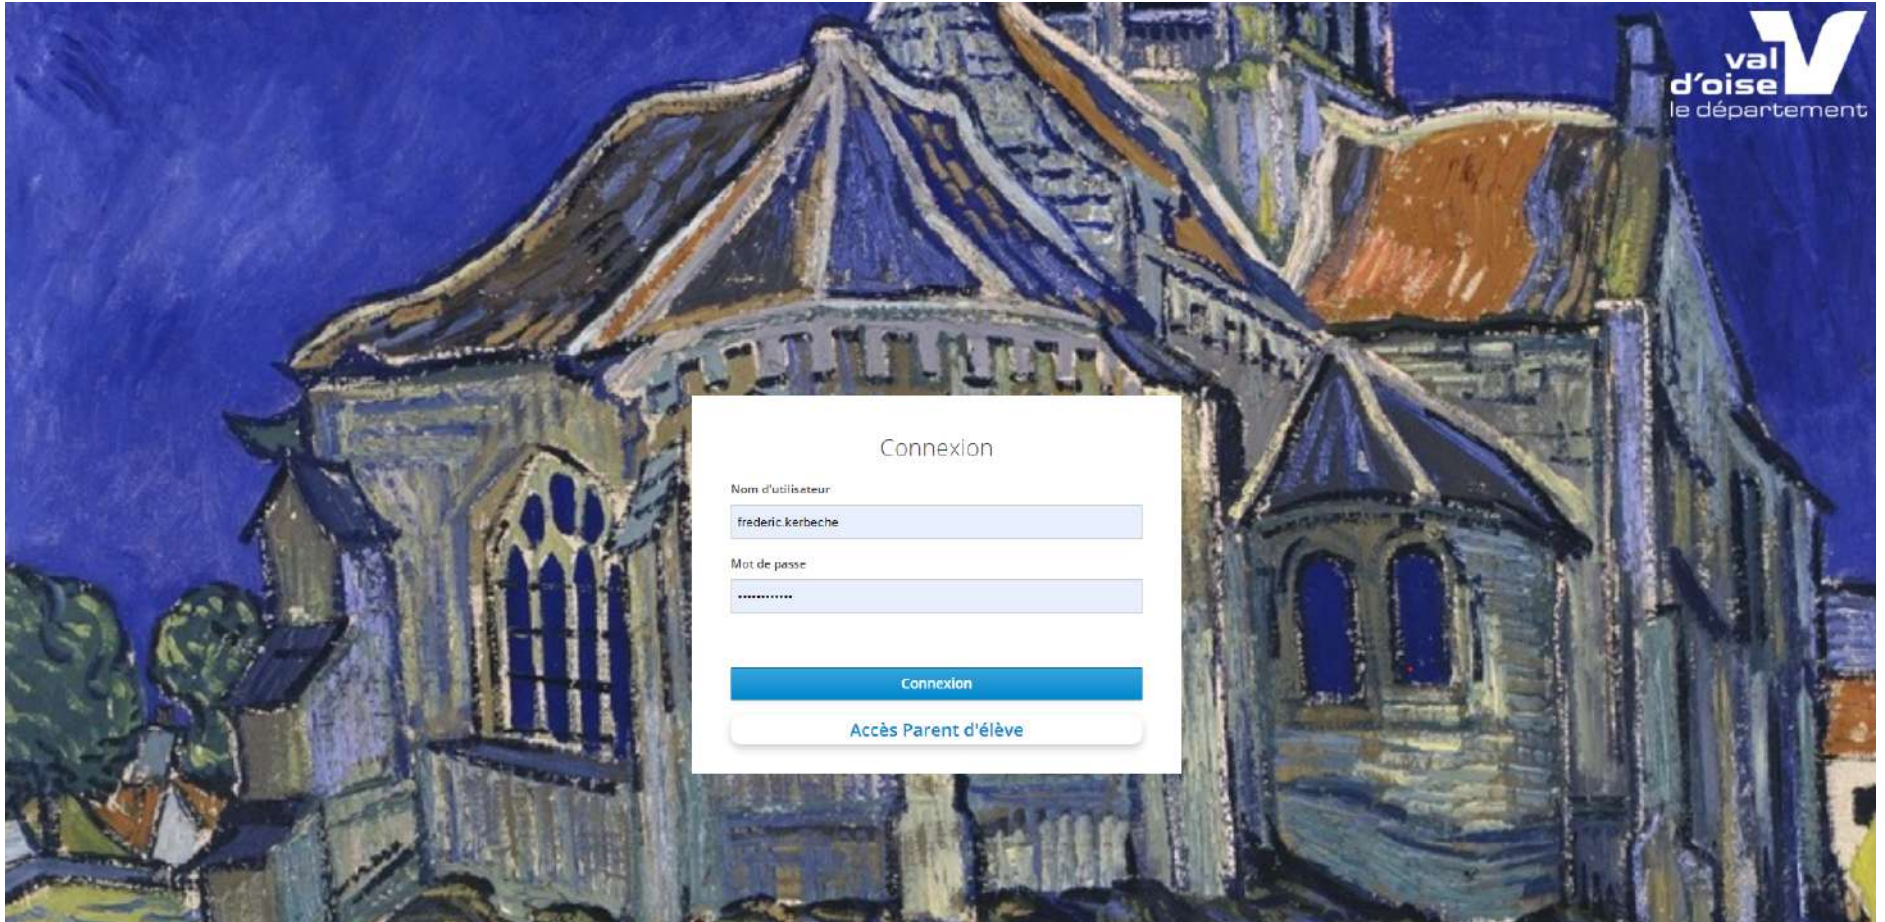 val
d'oise
le département
Connexion
Nom d'utilisateur
frederic.kerbeche
Mot de passe
••••••••••••
Connexion
Accès Parent d'élève